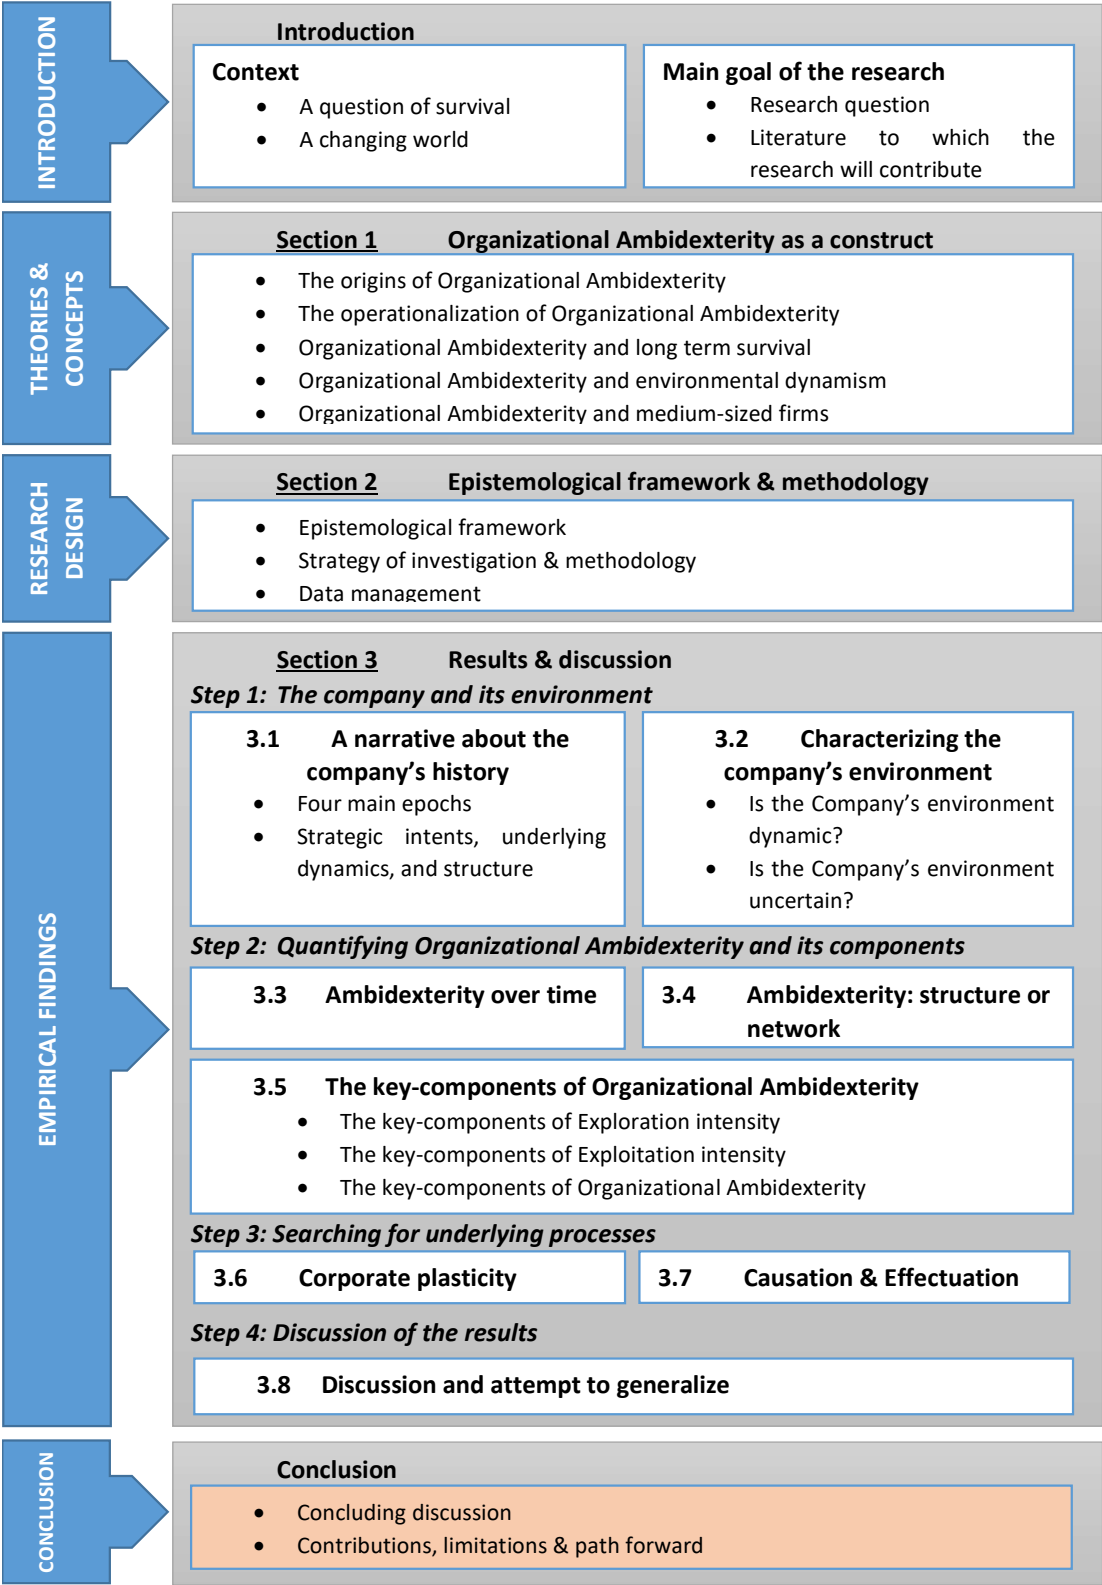 INTRODUCTION
Introduction
Context
• A question of survival
• A changing world
Main goal of the research
• Research question
• Literature to which the
research will contribute
THEORIES &
CONCEPTS
Section 1 Organizational Ambidexterity as a construct
• The origins of Organizational Ambidexterity
• The operationalization of Organizational Ambidexterity
• Organizational Ambidexterity and long term survival
• Organizational Ambidexterity and environmental dynamism
• Organizational Ambidexterity and medium-sized firms
RESEARCH
DESIGN
Section 2 Epistemological framework & methodology
• Epistemological framework
• Strategy of investigation & methodology
• Data management
EMPIRICAL FINDINGS
Section 3 Results & discussion
Step 1: The company and its environment
3.1 A narrative about the
company’s history
• Four main epochs
• Strategic intents, underlying
dynamics, and structure
3.2 Characterizing the
company’s environment
• Is the Company’s environment
dynamic?
• Is the Company’s environment
uncertain?
Step 2: Quantifying Organizational Ambidexterity and its components
3.3 Ambidexterity over time
3.4 Ambidexterity: structure or
network
3.5 The key-components of Organizational Ambidexterity
• The key-components of Exploration intensity
• The key-components of Exploitation intensity
• The key-components of Organizational Ambidexterity
Step 3: Searching for underlying processes
3.6 Corporate plasticity
3.7 Causation & Effectuation
Step 4: Discussion of the results
3.8 Discussion and attempt to generalize
CONCLUSION
Conclusion
• Concluding discussion
• Contributions, limitations & path forward